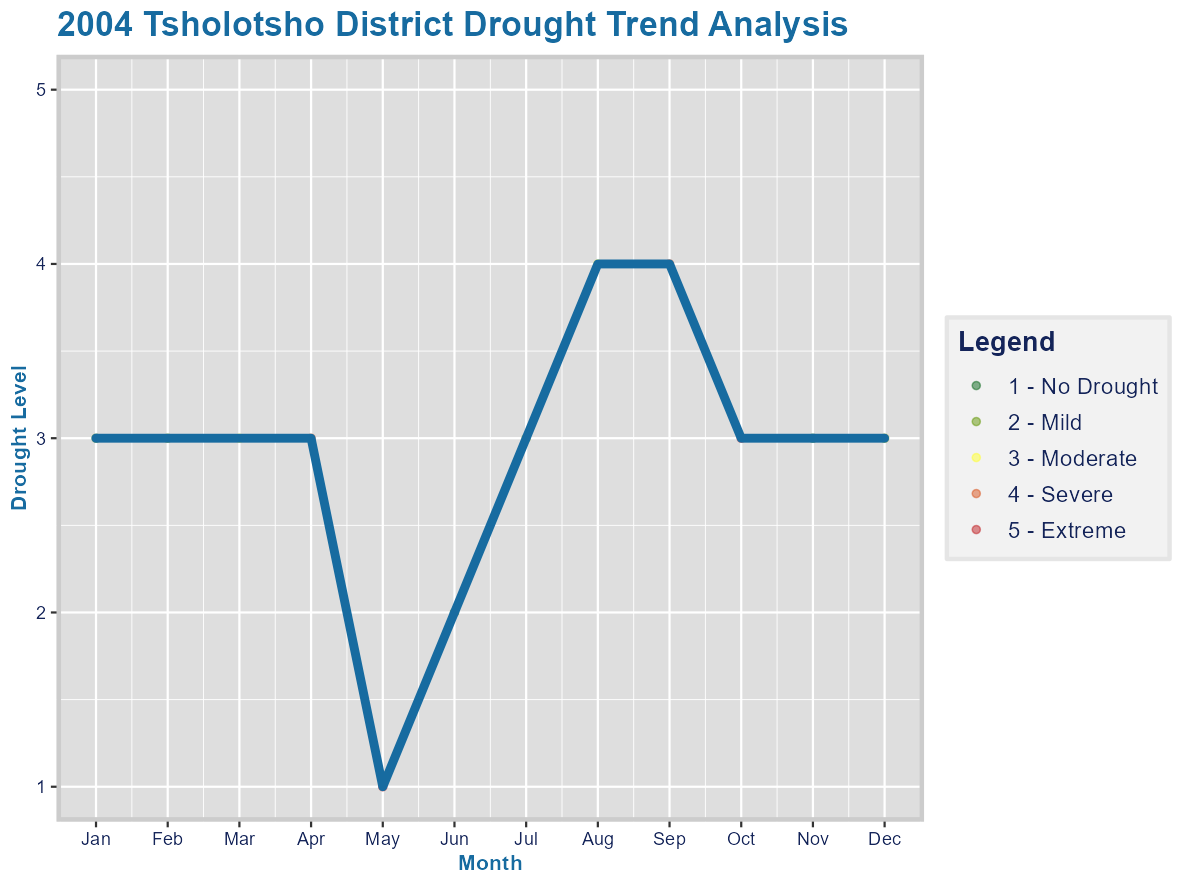 2004 Tsholotsho District Drought Trend Analysis
Drought Level
5
4
3
2
1
Jan Feb Mar Apr May Jun Jul Aug Sep Oct Nov Dec
Month
Legend
1 - No Drought
2 - Mild
3 - Moderate
4 - Severe
5 - Extreme